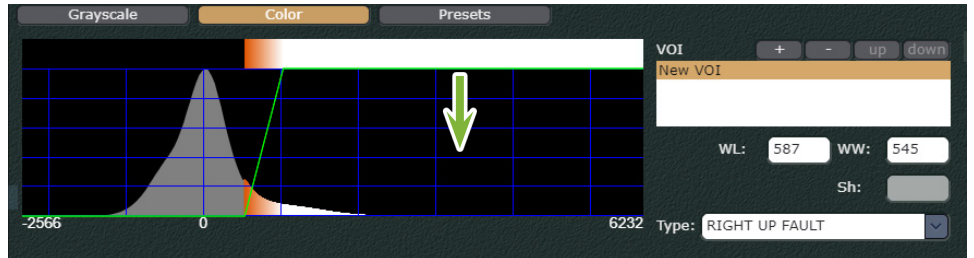 Grayscale Color Presets
VOI + - up down
New VOI
WL: 587 WW: 545
Sh:
-2566 0 6232 Type: RIGHT UP FAULT